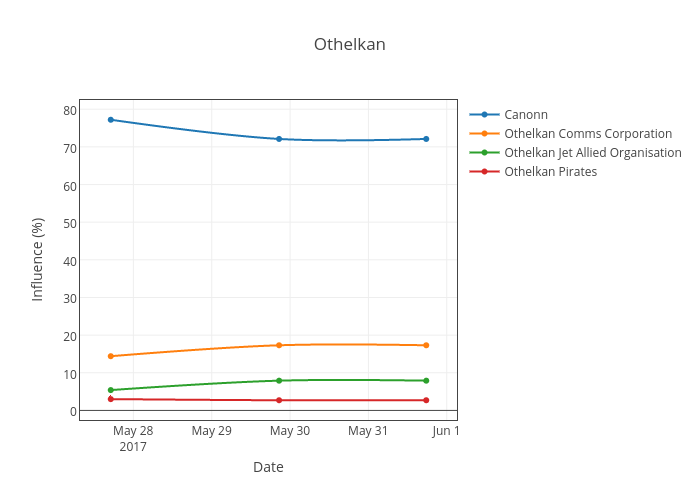 Othelkan
Canonn
Othelkan Comms Corporation
Othelkan Jet Allied Organisation
Othelkan Pirates
Influence (%)
80
70
60
50
40
30
20
10
0
May 28
2017
May 29
May 30
May 31
Jun 1
Date